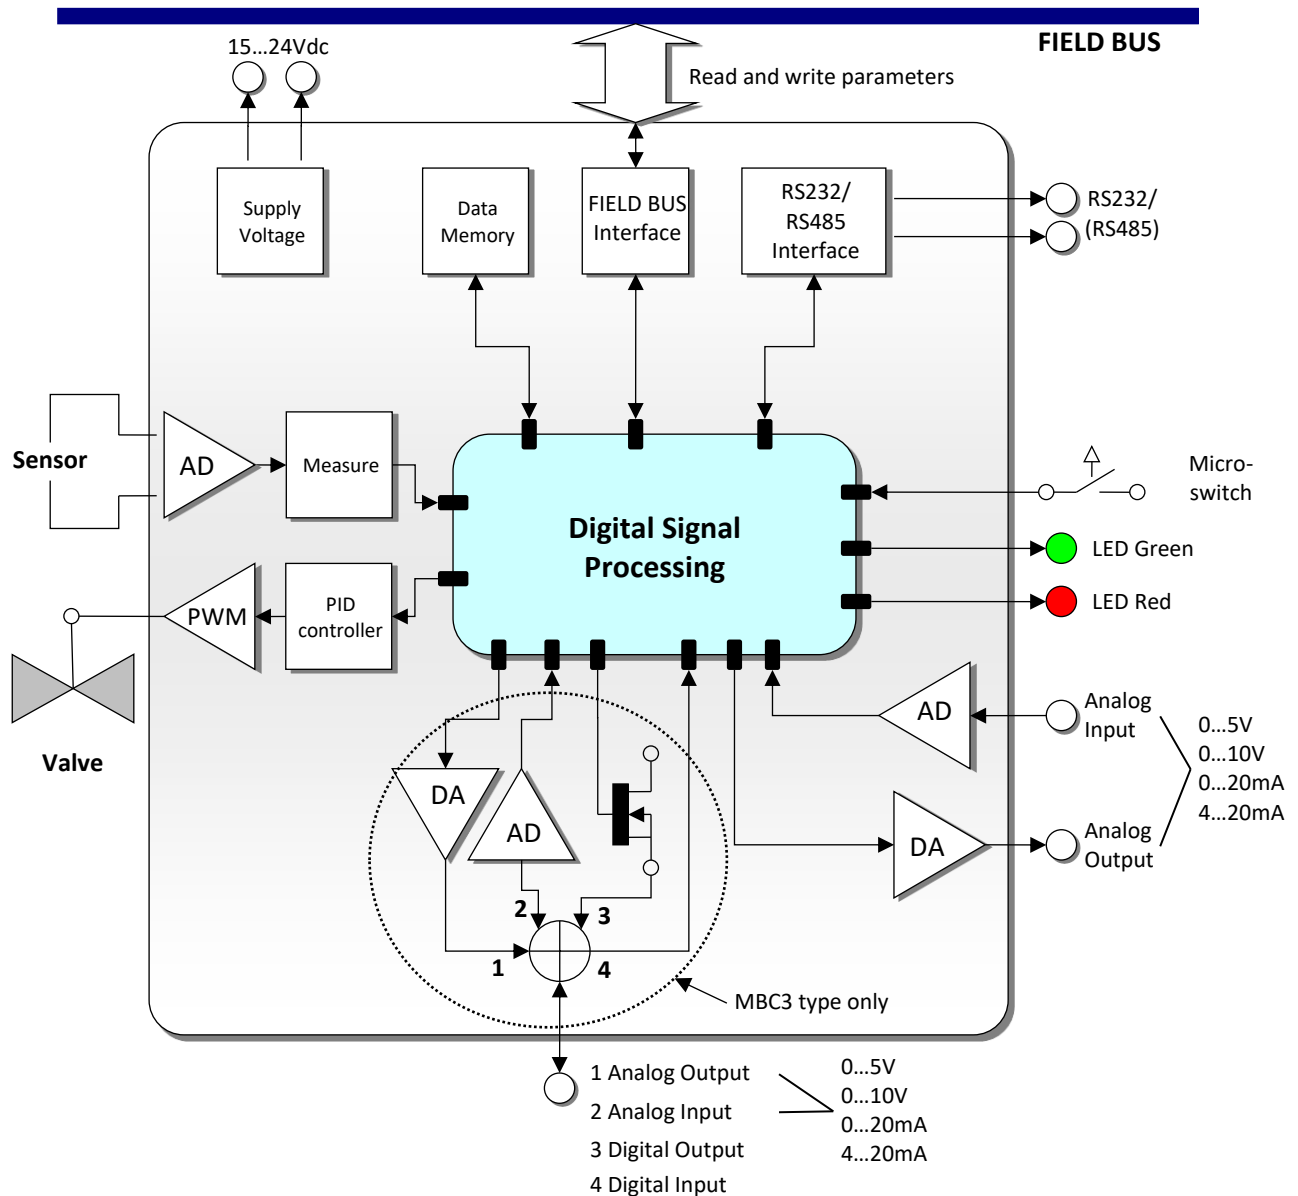 15...24Vdc
FIELD BUS
Read and write parameters
Supply
Voltage
Data
Memory
FIELD BUS
Interface
RS232/
RS485
Interface
RS232/
(RS485)
Sensor
AD
Measure
Micro-
switch
Digital Signal
Processing
LED Green
LED Red
PWM
PID
controller
Valve
AD
Analog
Input
0...5V
0...10V
0...20mA
4...20mA
DA
AD
DA
Analog
Output
2
3
1
4
MBC3 type only
1 Analog Output
2 Analog Input
3 Digital Output
4 Digital Input
0...5V
0...10V
0...20mA
4...20mA